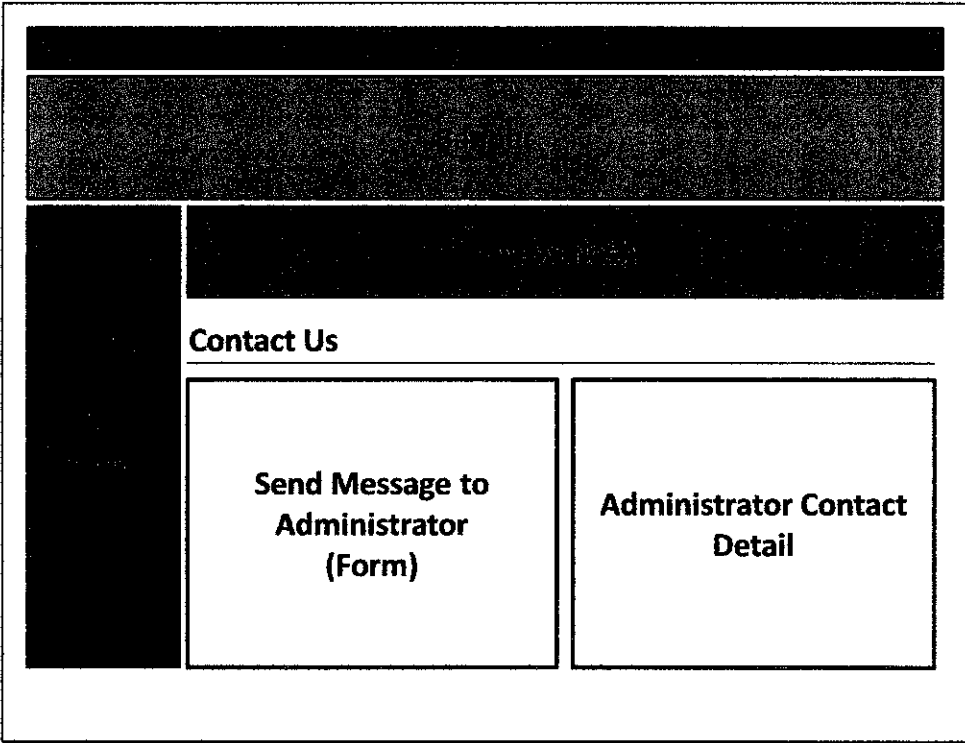 Contact Us
Send Message to
Administrator
(Form)
Administrator Contact
Detail